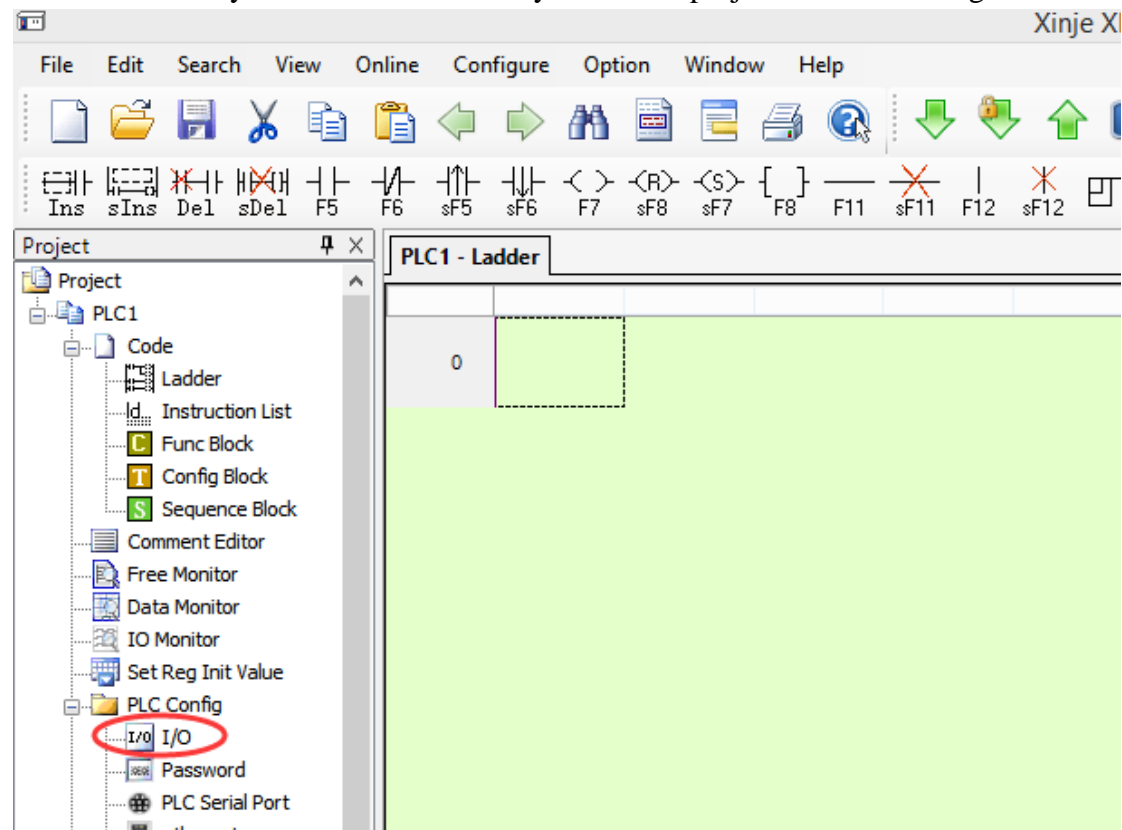 Xinje X
File Edit Search View Online Configure Option Window Help
Ins sIns Del sDel F5 F6 sF5 sF6 F7 sF8 sF7 F8 F11 sF11 F12 sF12
(R) (S)
Project
PLC1 - Ladder
Project
PLC1
Code
0
Ladder
Instruction List
C Func Block
T Config Block
S Sequence Block
Comment Editor
Free Monitor
Data Monitor
IO Monitor
Set Reg Init Value
PLC Config
I/O I/O
Password
PLC Serial Port